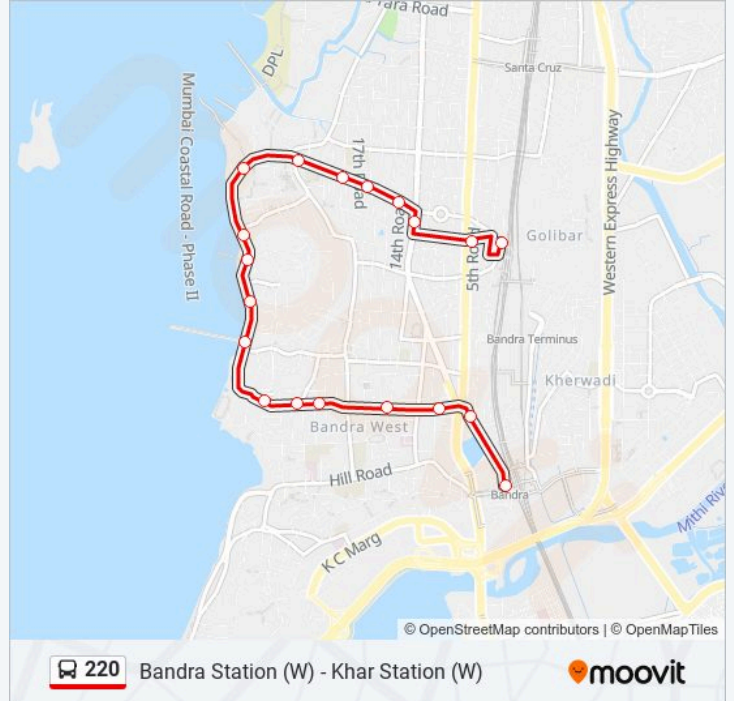 Tara Road
DPL
Santa Cruz
Mumbai Coastal Road - Phase II
17th Road
Western Express Highway
14th Road
5th Road
Golibar
Bandra Terminus
Kherwadi
Bandra West
Hill Road
Bandra
Mithi Riv
K C Marg
© OpenStreetMap contributors | © OpenMapTiles
220 Bandra Station (W) - Khar Station (W) moovit